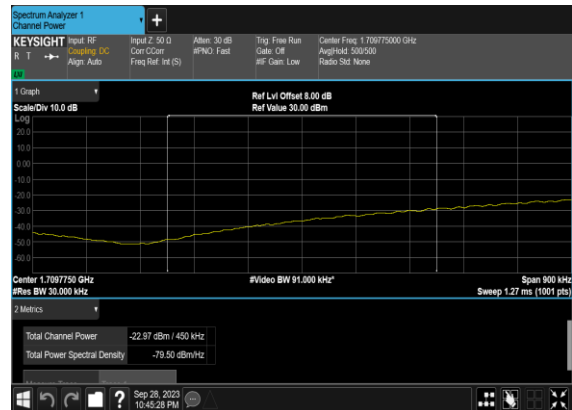 Spectrum Analyzer 1
Channel Power
+
KEYSIGHT Input: RF Input Z: 50 Ω Atten: 30 dB Trig: Free Run Center Freq: 1.709775000 GHz
R T Coupling: DC Corr CCorr #PNO: Fast Gate: Off Avg|Hold: 500/500
Align: Auto Freq Ref: Int (S) #IF Gain: Low Radio Std: None
1 Graph
Ref Lvl Offset 8.00 dB
Scale/Div 10.0 dB Ref Value 30.00 dBm
Log
20.0
10.0
0.00
-10.0
-20.0
-30.0
-40.0
-50.0
-60.0
Center 1.7097750 GHz #Video BW 91.000 kHz* Span 900 kHz
#Res BW 30.000 kHz Sweep 1.27 ms (1001 pts)
2 Metrics
Total Channel Power -22.97 dBm / 450 kHz
Total Power Spectral Density -79.50 dBm/Hz
?
Sep 28, 2023
10:45:28 PM